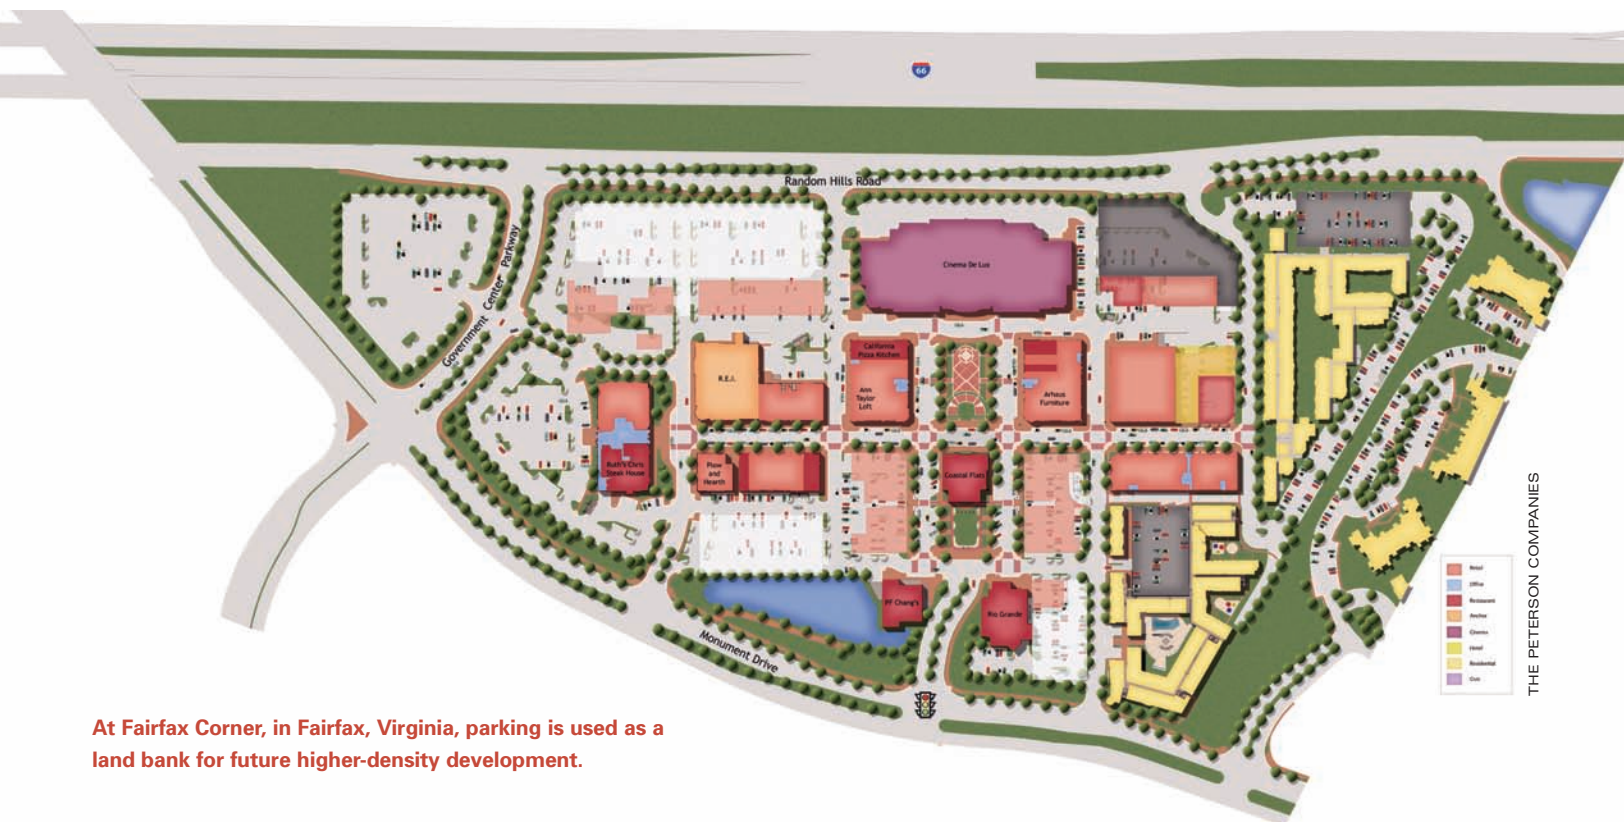 66
Random Hills Road
Government Center Parkway
Cinema De Lux
California
Pizza Kitchen
R.E.I.
Ann
Taylor
Loft
Arhaus
Furniture
Ruth's Chris
Steak House
Plow
and
Hearth
Coastal Flats
PF Chang's
Rio Grande
Monument Drive
Retail
Office
Restaurant
Anchor
Cinema
Hotel
Residential
Civic
THE PETERSON COMPANIES
At Fairfax Corner, in Fairfax, Virginia, parking is used as a
land bank for future higher-density development.